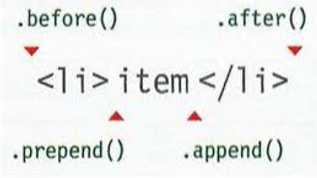 .before() .after()
<li>item</li>
.prepend() .append()